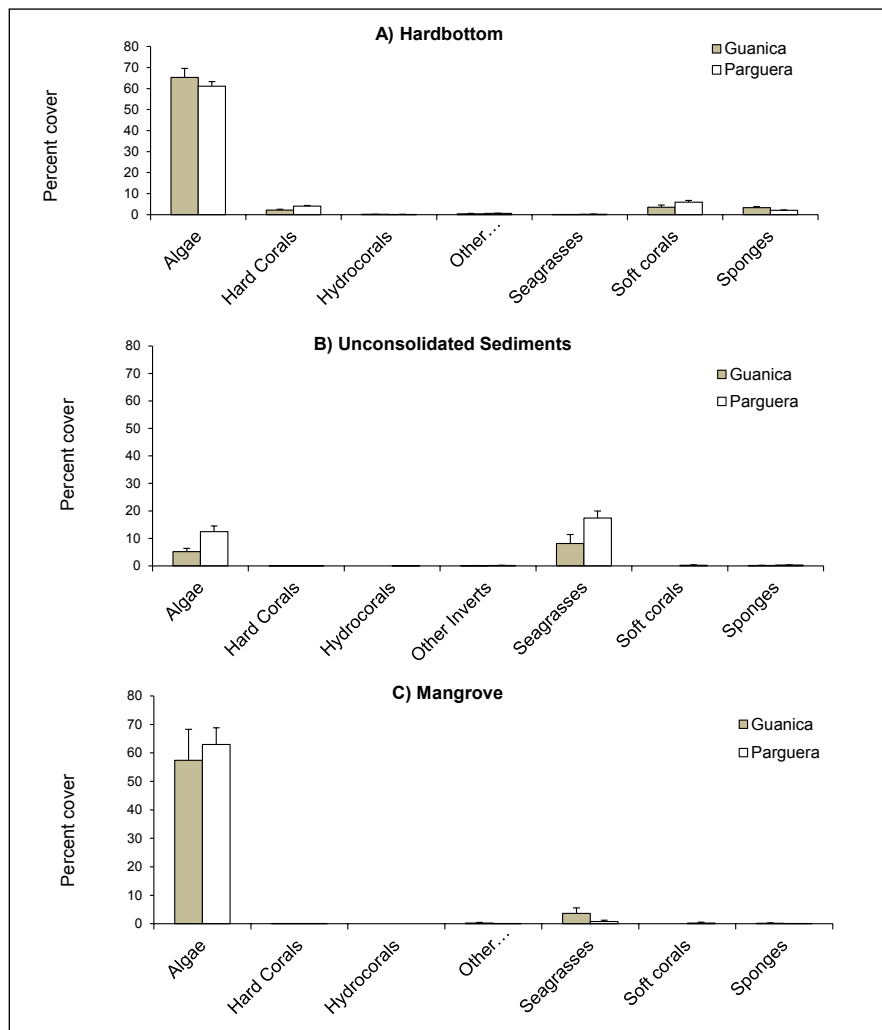 A) Hardbottom
Guanica
Parguera
Percent cover
80
70
60
50
40
30
20
10
0
Algae
Hard Corals
Hydrocorals
Other…
Seagrasses
Soft corals
Sponges
B) Unconsolidated Sediments
Guanica
Parguera
Percent cover
80
70
60
50
40
30
20
10
0
Algae
Hard Corals
Hydrocorals
Other Inverts
Seagrasses
Soft corals
Sponges
C) Mangrove
Guanica
Parguera
Percent cover
80
70
60
50
40
30
20
10
0
Algae
Hard Corals
Hydrocorals
Other…
Seagrasses
Soft corals
Sponges